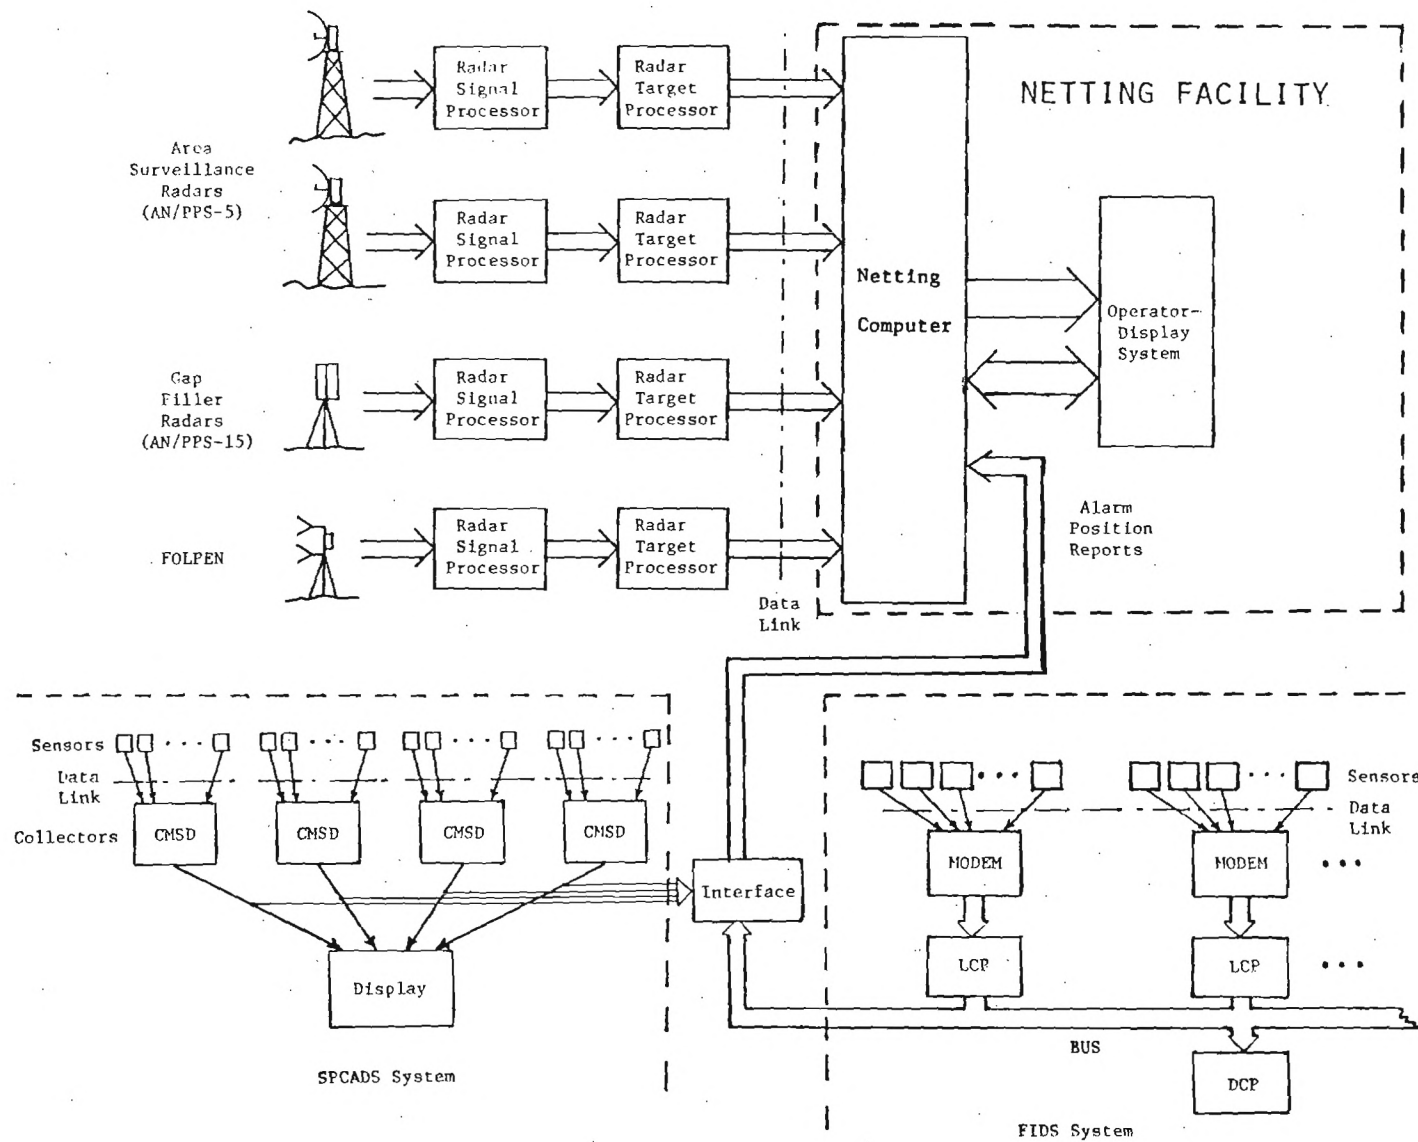 NETTING FACILITY
Area
Surveillance
Radars
(AN/PPS-5)
Radar
Signal
Processor
Radar
Target
Processor
Radar
Signal
Processor
Radar
Target
Processor
Netting
Computer
Operator-
Display
System
Gap
Filler
Radars
(AN/PPS-15)
Radar
Signal
Processor
Radar
Target
Processor
FOLPEN
Radar
Signal
Processor
Radar
Target
Processor
Data
Link
Alarm
Position
Reports
Sensors
Data
Link
Collectors
CMSD
CMSD
CMSD
CMSD
Display
SPCADS System
Interface
Sensors
Data
Link
MODEM
MODEM
LCP
LCP
BUS
DCP
FIDS System